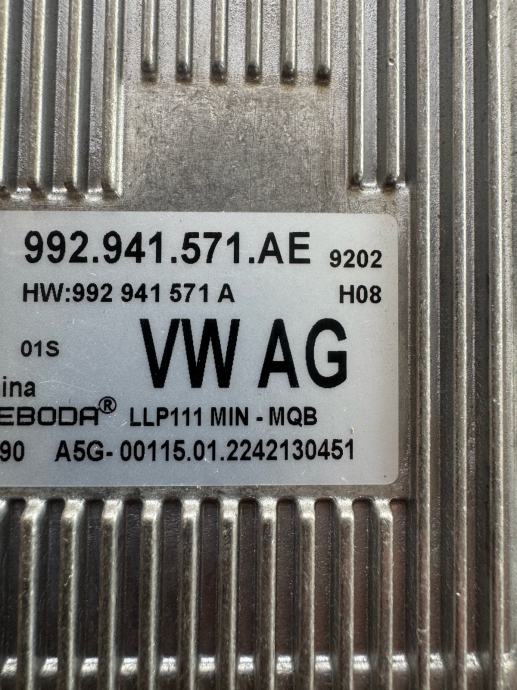 992.941.571.AE 9202
HW:992 941 571 A H08
01S VW AG
ina
EBODA® LLP111 MIN - MQB
90 A5G- 00115.01.2242130451